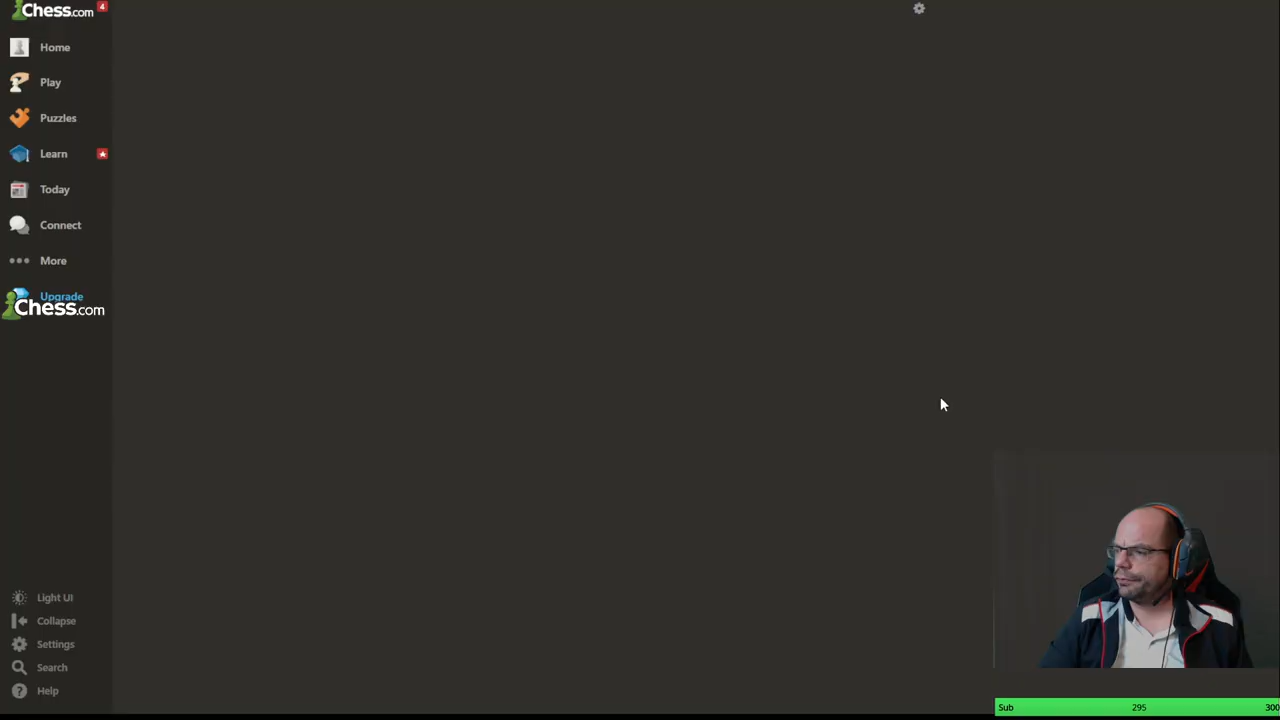 Chess.com 4
Home
Play
Puzzles
Learn
Today
Connect
More
Upgrade
Chess.com
Light UI
Collapse
Settings
Search
Help
Sub 295 300